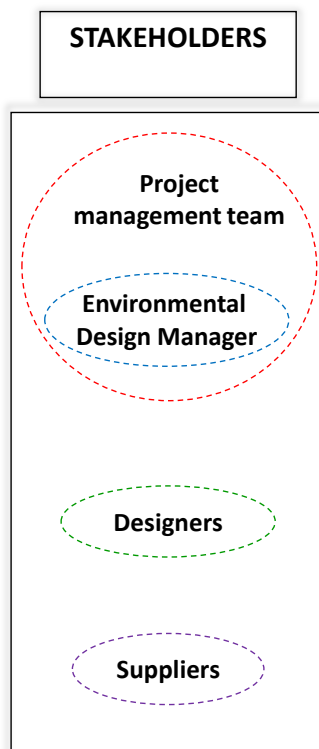 STAKEHOLDERS
Project
management team
Environmental
Design Manager
Designers
Suppliers